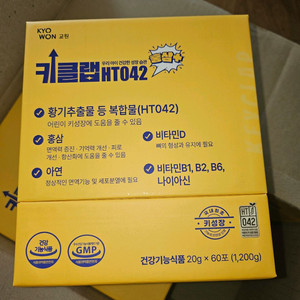 KYO
WON 교원
우리 아이 건강한 성장 습관
키클랩 HT042
황기추출물 등 복합물(HT042)
어린이 키성장에 도움을 줄 수 있음
홍삼
면역력 증진 · 기억력 개선 · 피로
개선 · 항산화에 도움을 줄 수 있음
비타민D
뼈의 형성과 유지에 필요
아연
정상적인 면역기능 및 세포분열에 필요
비타민B1, B2, B6,
나이아신
건강
기능식품
GMP
키성장
HT
042
건강기능식품 20g × 60포 (1,200g)